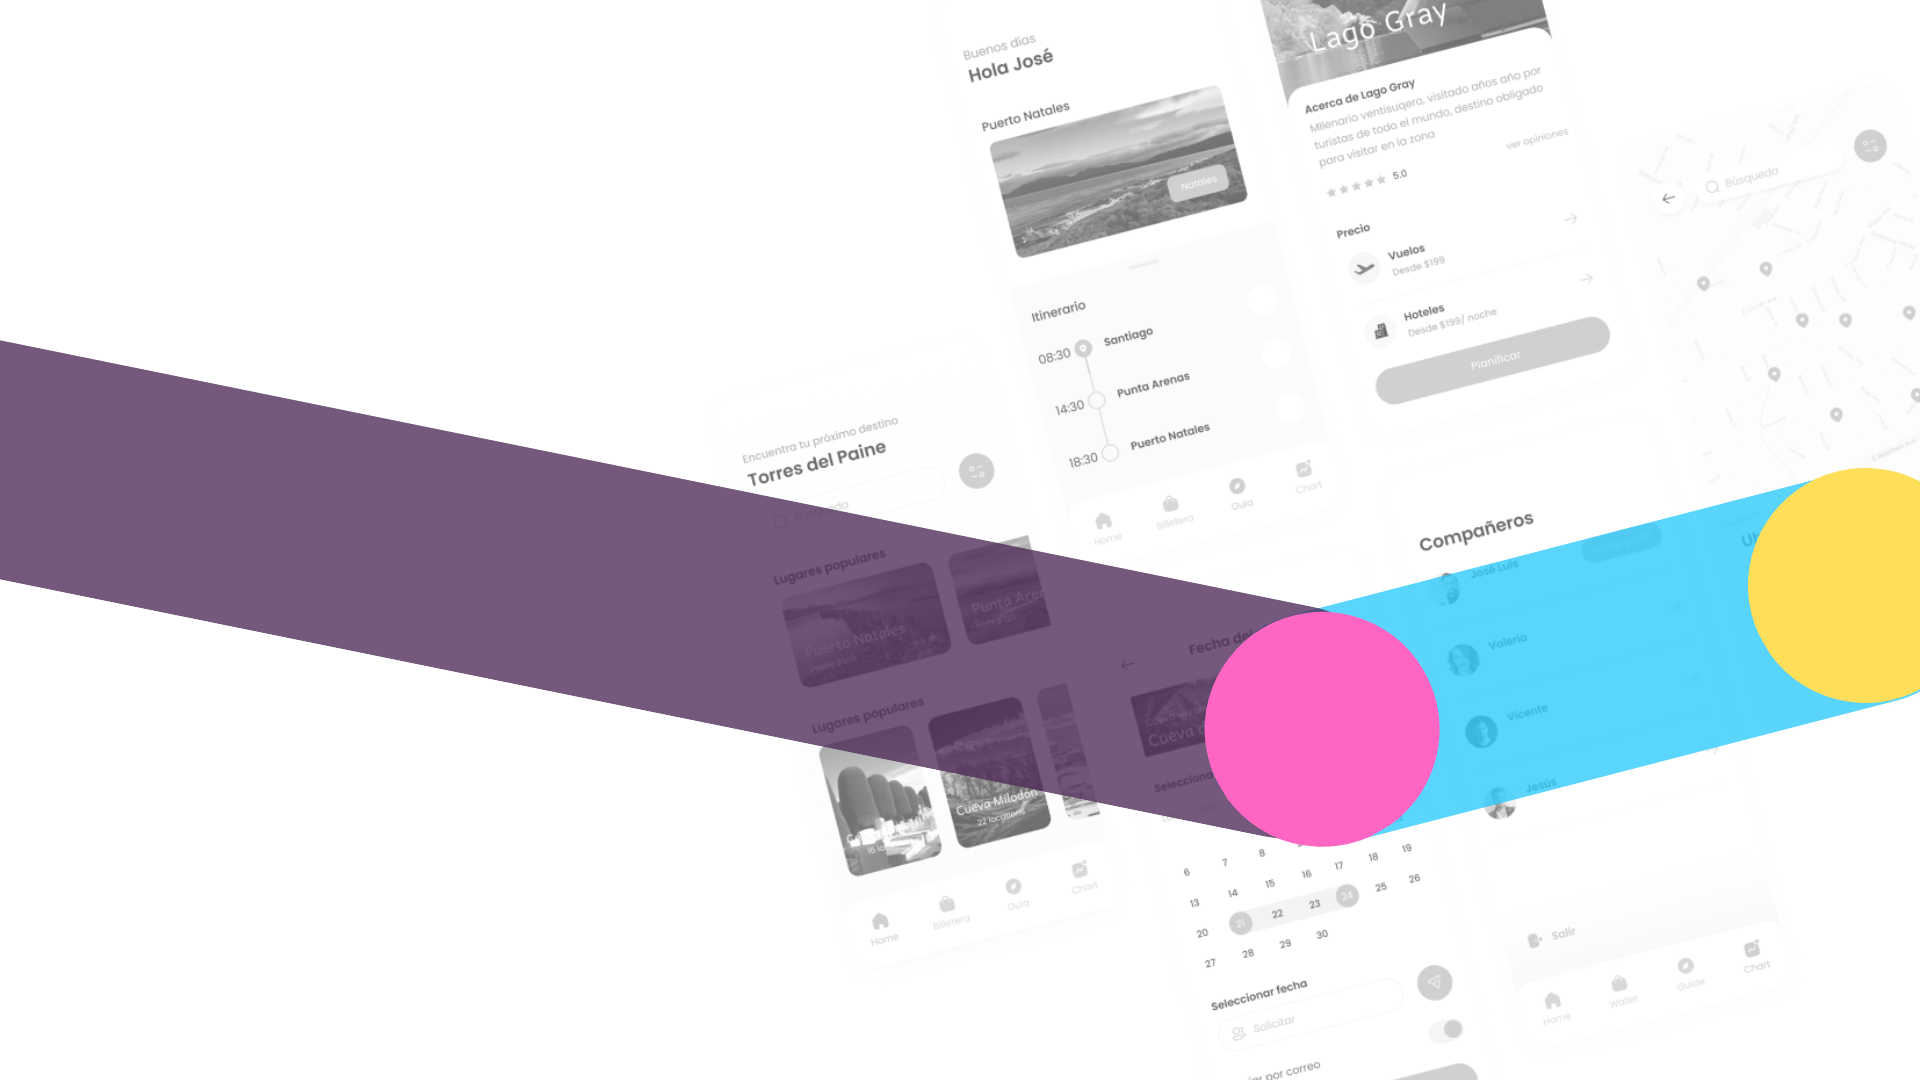 Buenos días
Hola José
Puerto Natales
Natales
Itinerario
08:30 Santiago
14:30 Punta Arenas
18:30 Puerto Natales
Home
Billetera
Guía
Chart
Lago Gray
Acerca de Lago Gray
Milenario ventisuqero, visitado años año por
turistas de todo el mundo, destino obligado
para visitar en la zona
ver opiniones
5.0
Precio
Vuelos
Desde $199
Hoteles
Desde $199/ noche
Planificar
Búsqueda
Encuentra tu próximo destino
Torres del Paine
Lugares populares
Puerto Natales
Punta Aren
Lugares populares
Cueva Milodón
22 locations
Home
Billetera
Guía
Chart
Fecha del
Cueva
Selecciona
6 7 8 19
13 14 15 16 17 18 26
20 21 22 23 24 25
27 28 29 30
Seleccionar fecha
Solicitar
por correo
Compañeros
José Luis
Valeria
Vicente
Jesús
Salir
Home
Wallet
Guide
Chart